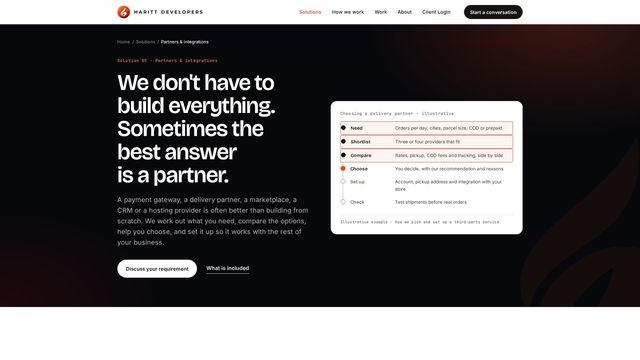 HARITT DEVELOPERS
Solutions
How we work
Work
About
Client Login
Start a conversation
Home / Solutions / Partners & integrations
Solution 09 · Partners & integrations
We don't have to
build everything.
Sometimes the
best answer
is a partner.
A payment gateway, a delivery partner, a marketplace, a
CRM or a hosting provider is often better than building from
scratch. We work out what you need, compare the options,
help you choose, and set it up so it works with the rest of
your business.
Discuss your requirement
What is included
Choosing a delivery partner · illustrative
Need Orders per day, cities, parcel size, COD or prepaid
Shortlist Three or four providers that fit
Compare Rates, pickup, COD fees and tracking, side by side
Choose You decide, with our recommendation and reasons
Set up Account, pickup address and integration with your
store
Check Test shipments before real orders
Illustrative example · how we pick and set up a third-party service